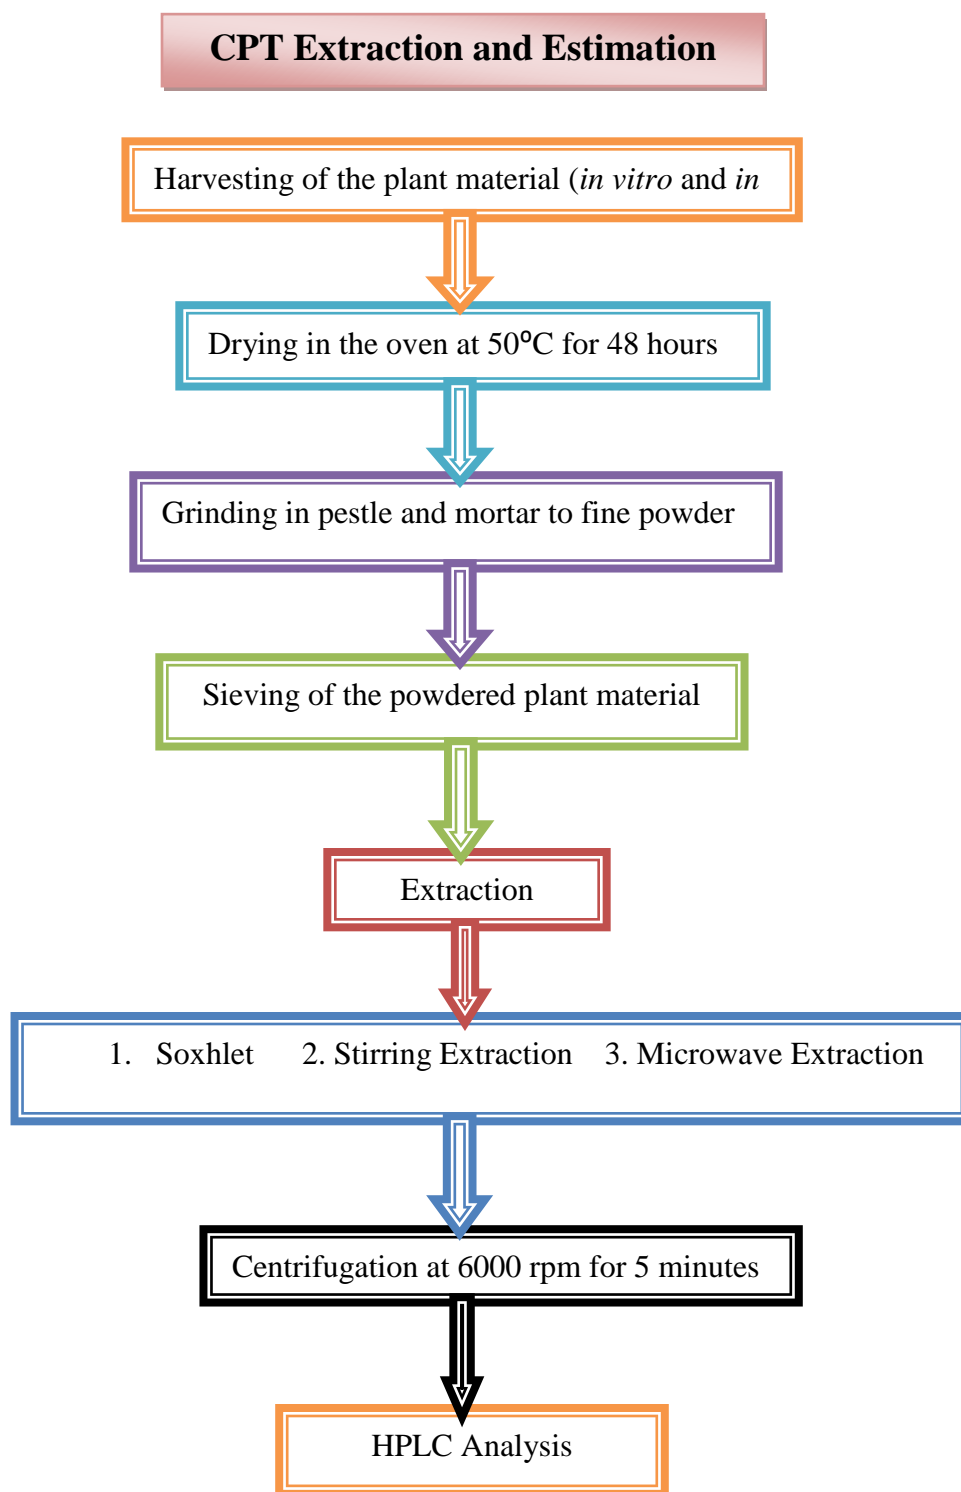 CPT Extraction and Estimation
Harvesting of the plant material (in vitro and in
Drying in the oven at 50⁰C for 48 hours
Grinding in pestle and mortar to fine powder
Sieving of the powdered plant material
Extraction
1. Soxhlet 2. Stirring Extraction 3. Microwave Extraction
Centrifugation at 6000 rpm for 5 minutes
HPLC Analysis